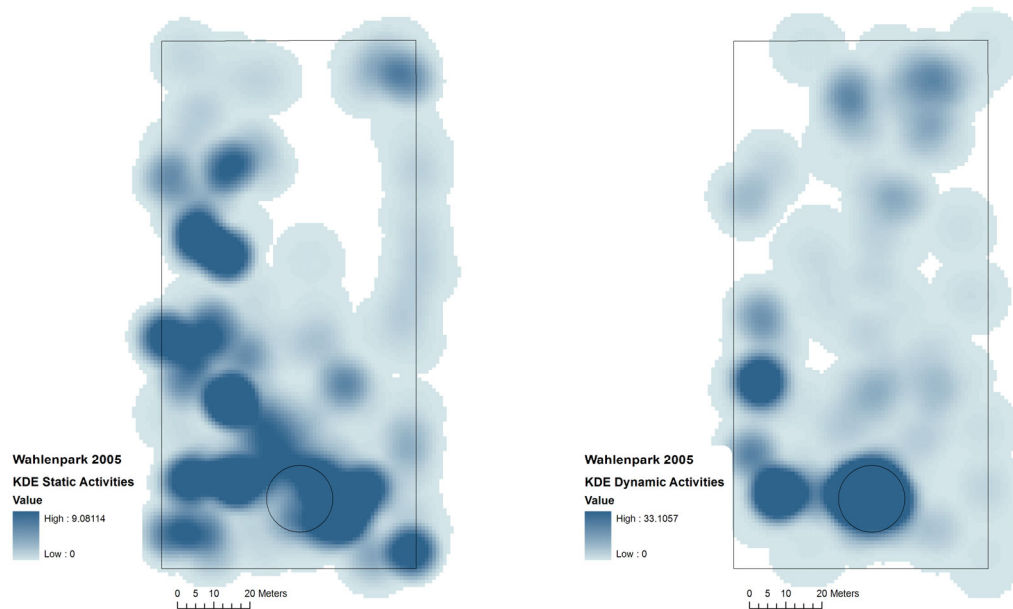 Wahlenpark 2005
KDE Static Activities
Value
High : 9.08114
Low : 0
0 5 10 20 Meters
Wahlenpark 2005
KDE Dynamic Activities
Value
High : 33.1057
Low : 0
0 5 10 20 Meters